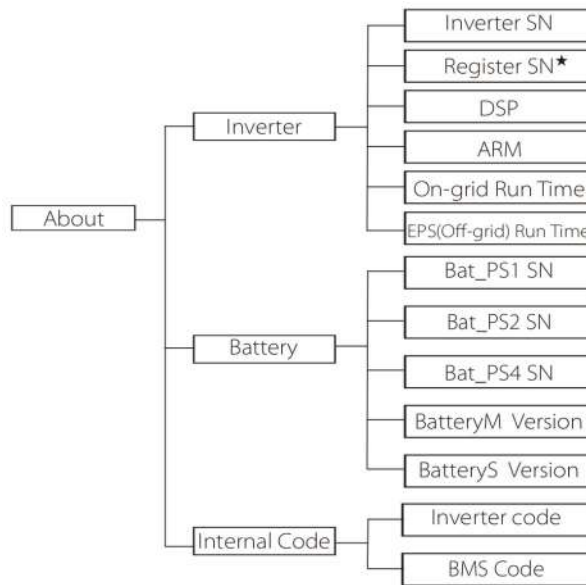 About
Inverter
Inverter SN
Register SN★
DSP
ARM
On-grid Run Time
EPS(Off-grid) Run Time
Battery
Bat_PS1 SN
Bat_PS2 SN
Bat_PS4 SN
BatteryM Version
BatteryS Version
Internal Code
Inverter code
BMS Code